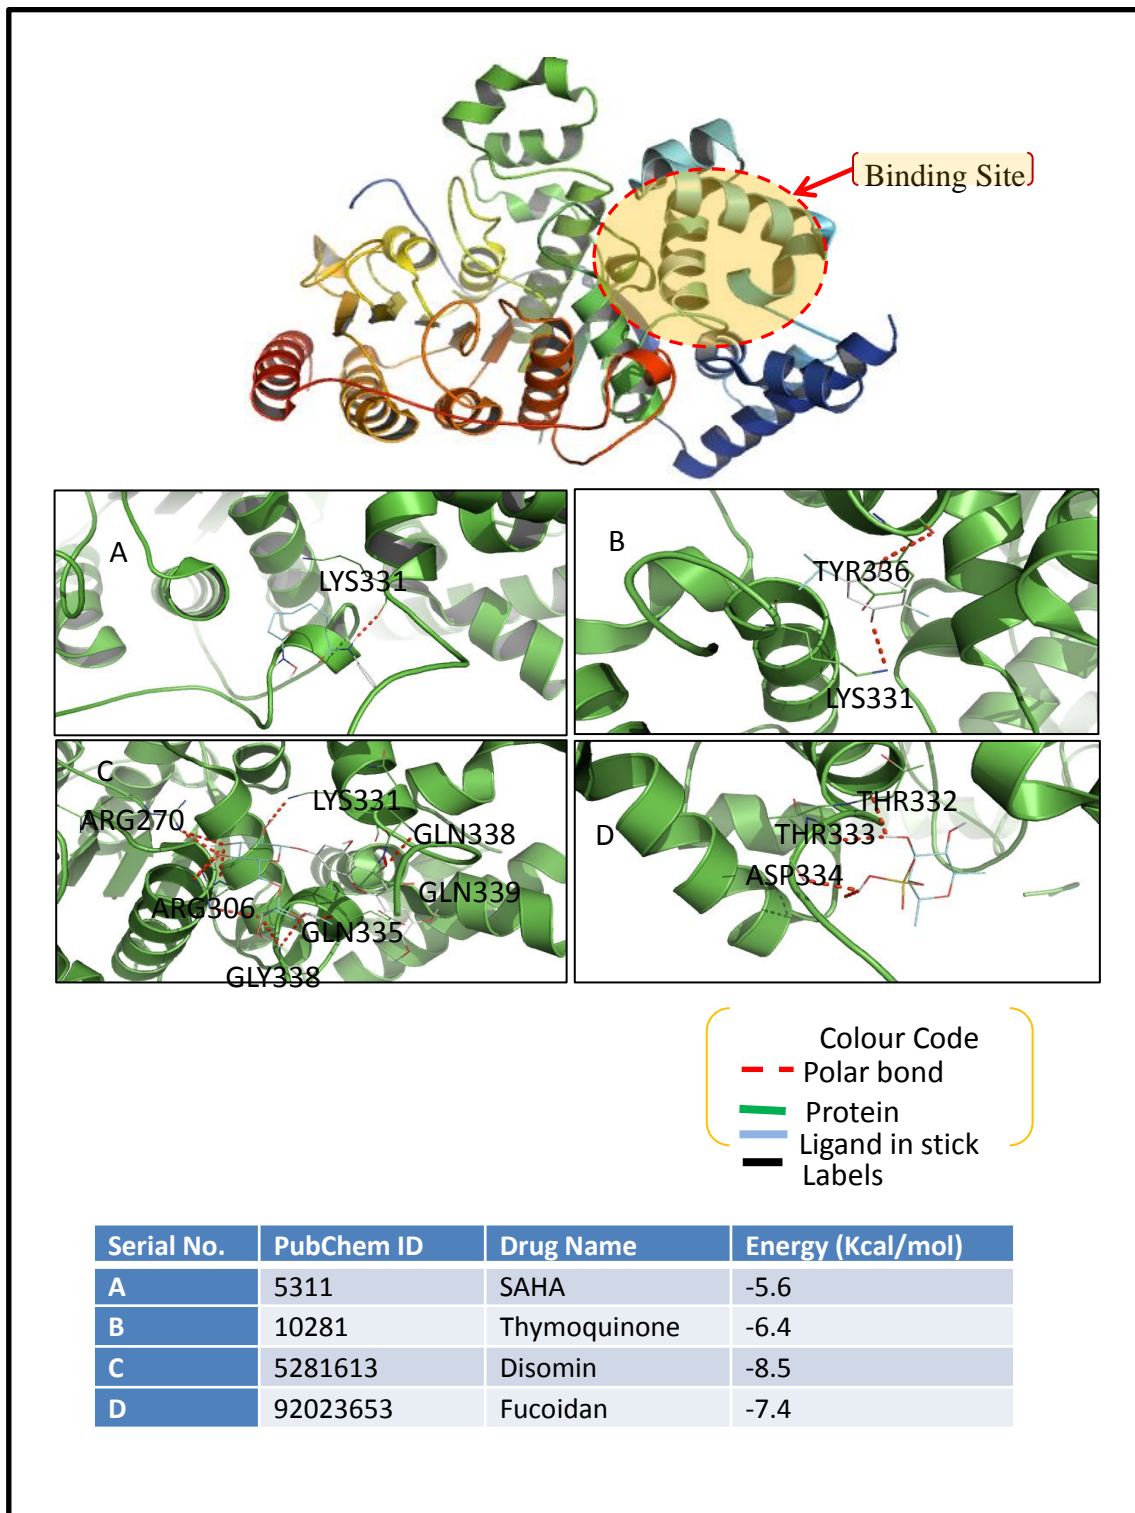 Binding Site
A
LYS331
B
TYR336
LYS331
C
LYS331
ARG270
GLN338
GLN339
ARG306
GLN335
GLY338
D
THR332
THR333
ASP334
Colour Code
Polar bond
Protein
Ligand in stick
Labels
Serial No. PubChem ID Drug Name Energy (Kcal/mol)
A 5311 SAHA -5.6
B 10281 Thymoquinone -6.4
C 5281613 Disomin -8.5
D 92023653 Fucoidan -7.4